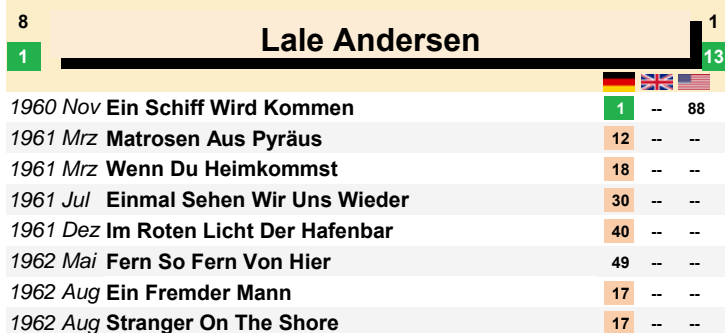 8 Lale Andersen 1
1 13
1960 Nov Ein Schiff Wird Kommen 1 -- 88
1961 Mrz Matrosen Aus Pyräus 12 -- --
1961 Mrz Wenn Du Heimkommst 18 -- --
1961 Jul Einmal Sehen Wir Uns Wieder 30 -- --
1961 Dez Im Roten Licht Der Hafenbar 40 -- --
1962 Mai Fern So Fern Von Hier 49 -- --
1962 Aug Ein Fremder Mann 17 -- --
1962 Aug Stranger On The Shore 17 -- --